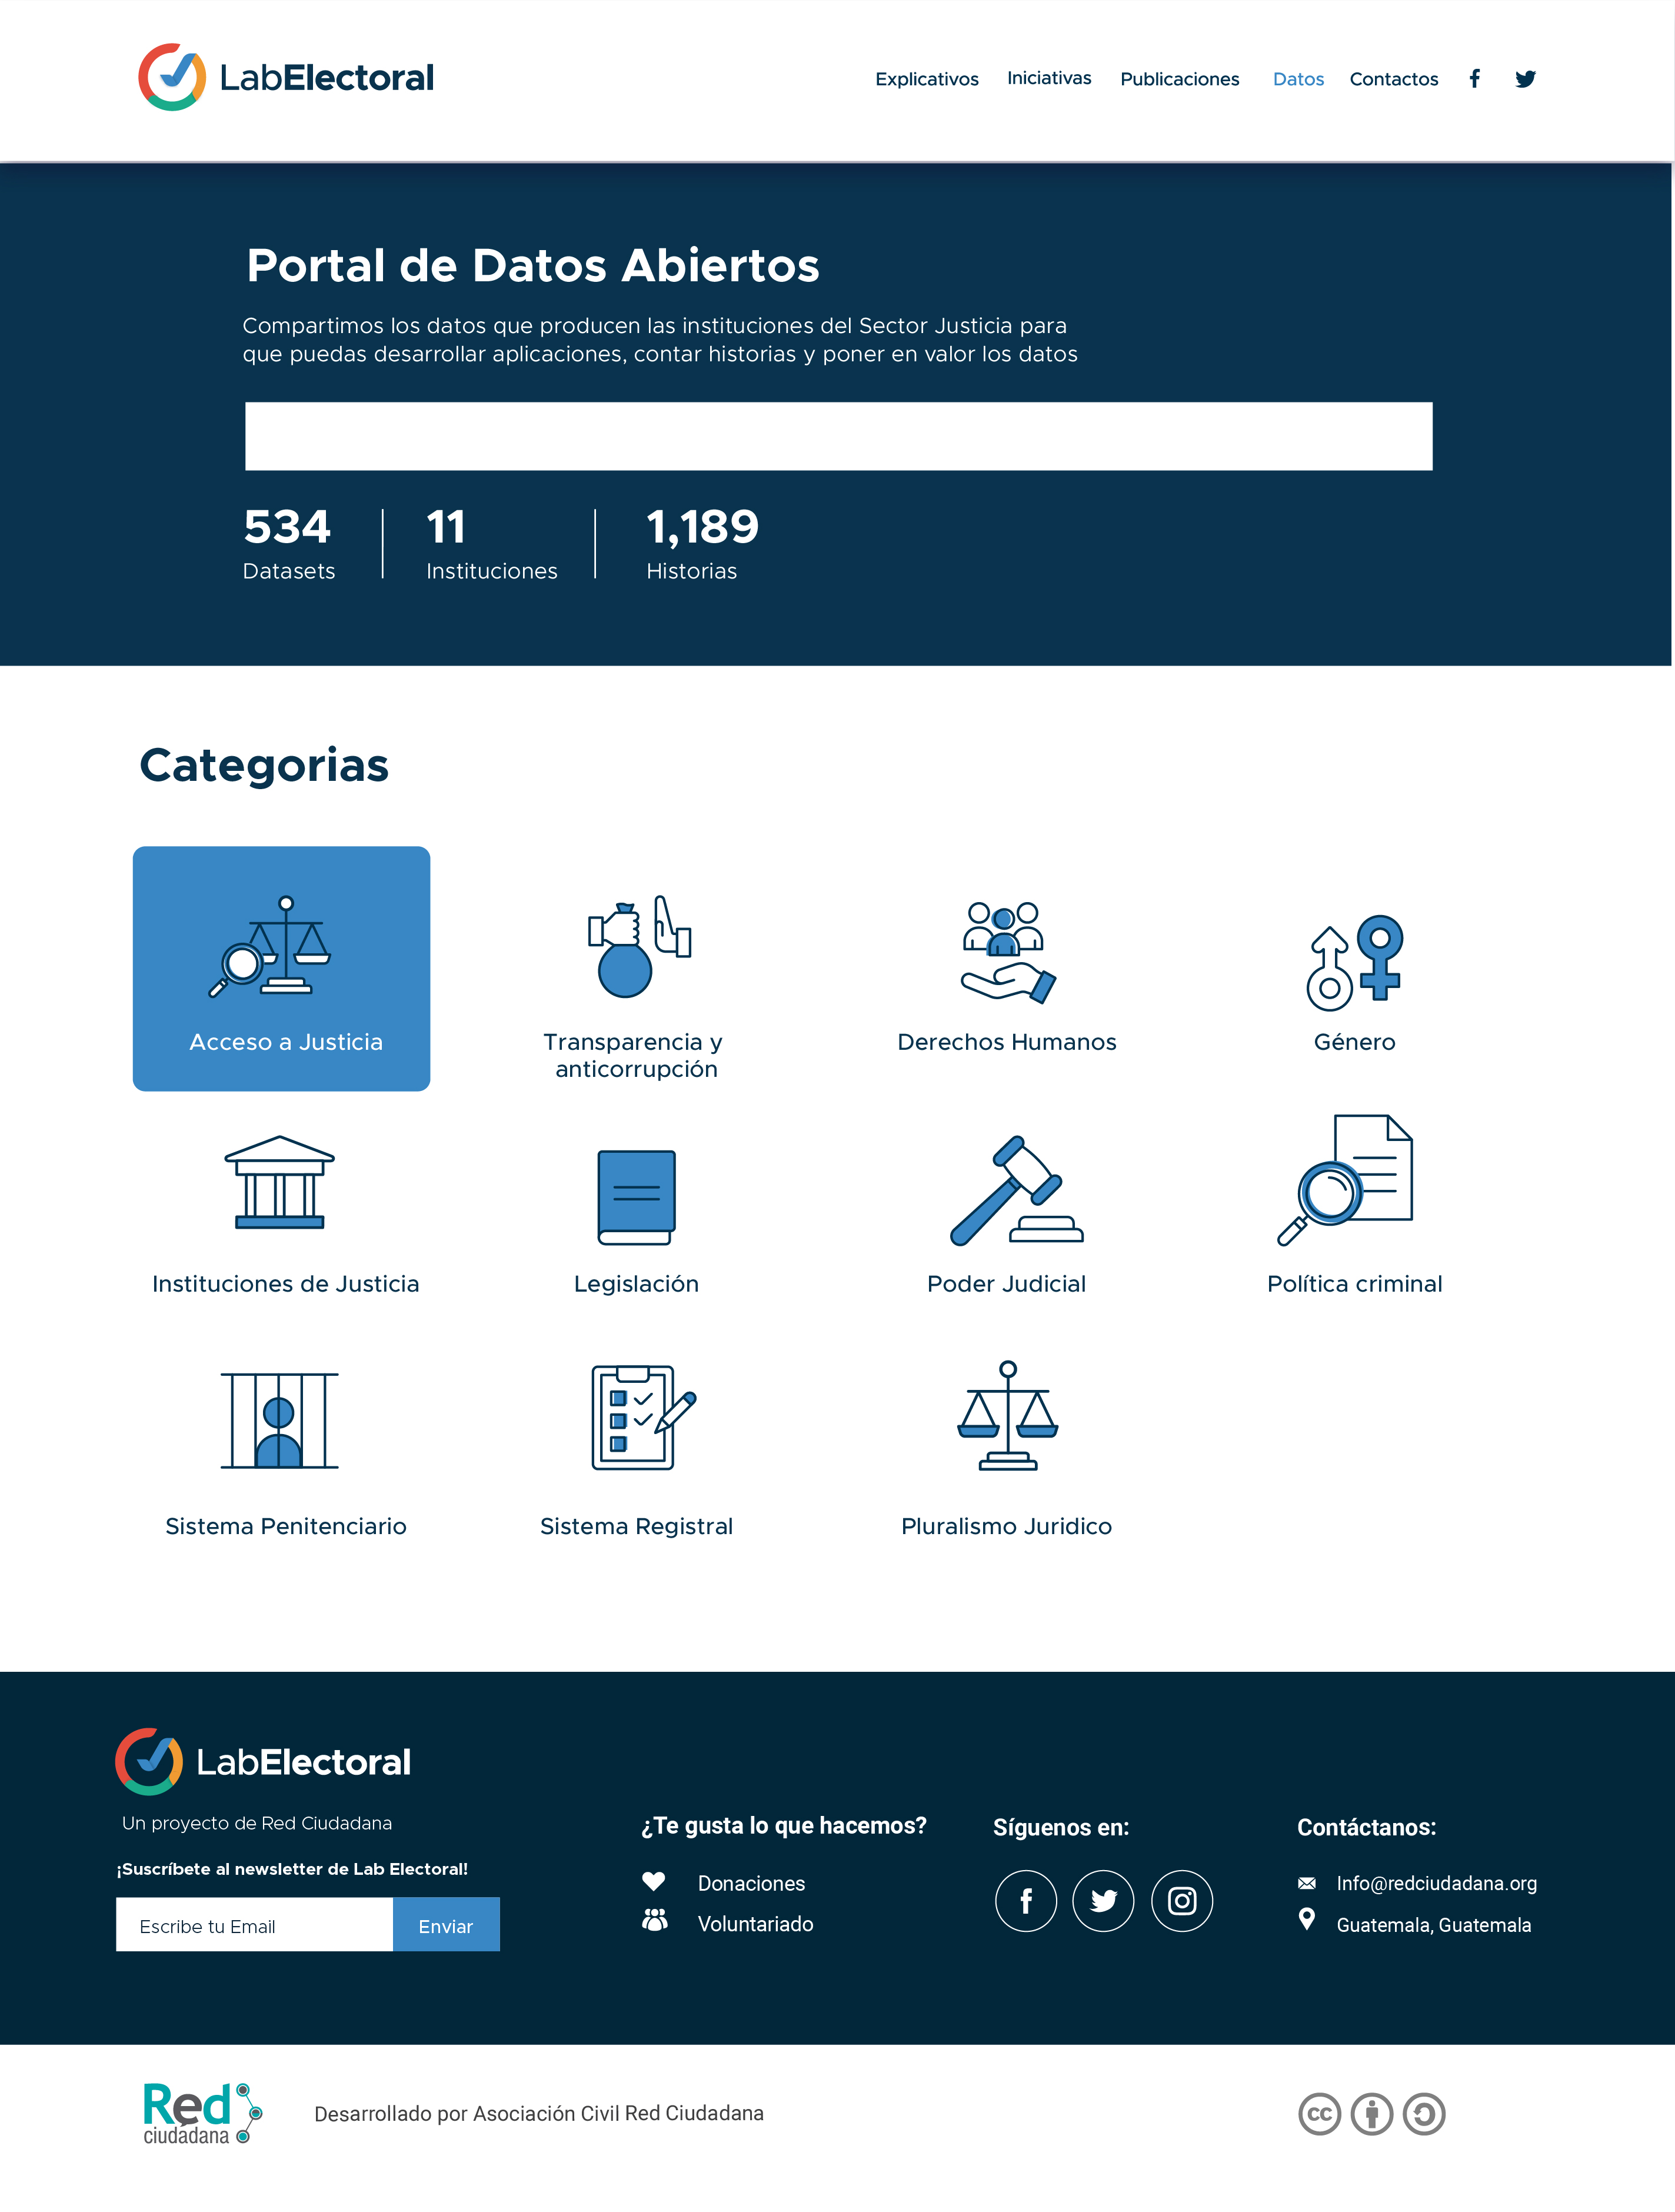 LabElectoral
Explicativos Iniciativas Publicaciones Datos Contactos
Portal de Datos Abiertos
Compartimos los datos que producen las instituciones del Sector Justicia para
que puedas desarrollar aplicaciones, contar historias y poner en valor los datos
534 11 1,189
Datasets Instituciones Historias
Categorias
Acceso a Justicia
Transparencia y
anticorrupción
Derechos Humanos
Género
Instituciones de Justicia
Legislación
Poder Judicial
Política criminal
Sistema Penitenciario
Sistema Registral
Pluralismo Juridico
LabElectoral
Un proyecto de Red Ciudadana
¡Suscríbete al newsletter de Lab Electoral!
Escribe tu Email Enviar
¿Te gusta lo que hacemos?
Donaciones
Voluntariado
Síguenos en:
Contáctanos:
Info@redciudadana.org
Guatemala, Guatemala
Red
ciudadana
Desarrollado por Asociación Civil Red Ciudadana
cc